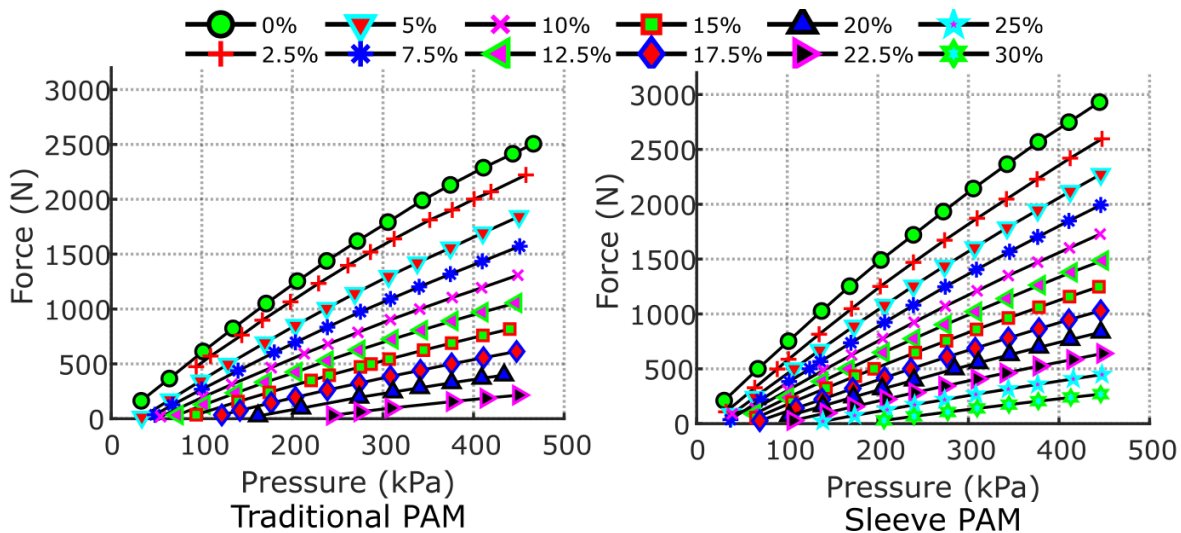 0% 5% 10% 15% 20% 25%
2.5% 7.5% 12.5% 17.5% 22.5% 30%
Force (N)
3000
2500
2000
1500
1000
500
0
0 100 200 300 400 500
Pressure (kPa)
Traditional PAM
Force (N)
3000
2500
2000
1500
1000
500
0
0 100 200 300 400 500
Pressure (kPa)
Sleeve PAM